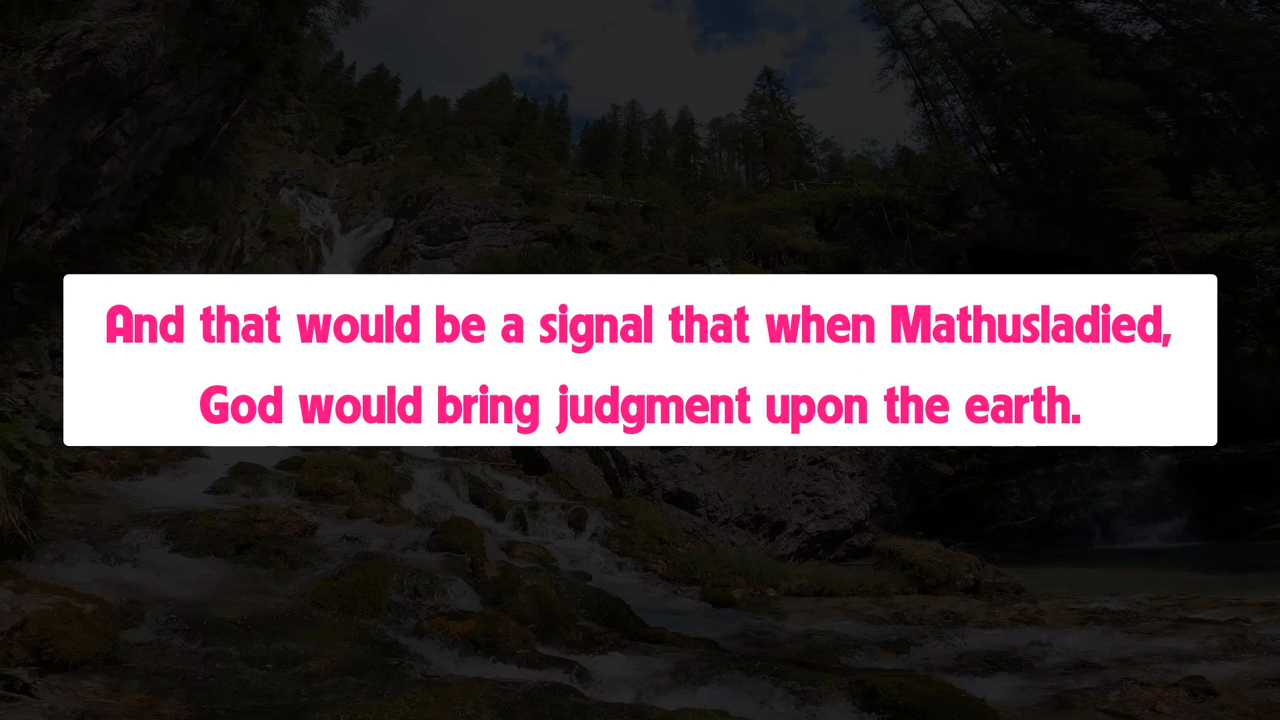 And that would be a signal that when Mathusladied,
God would bring judgment upon the earth.